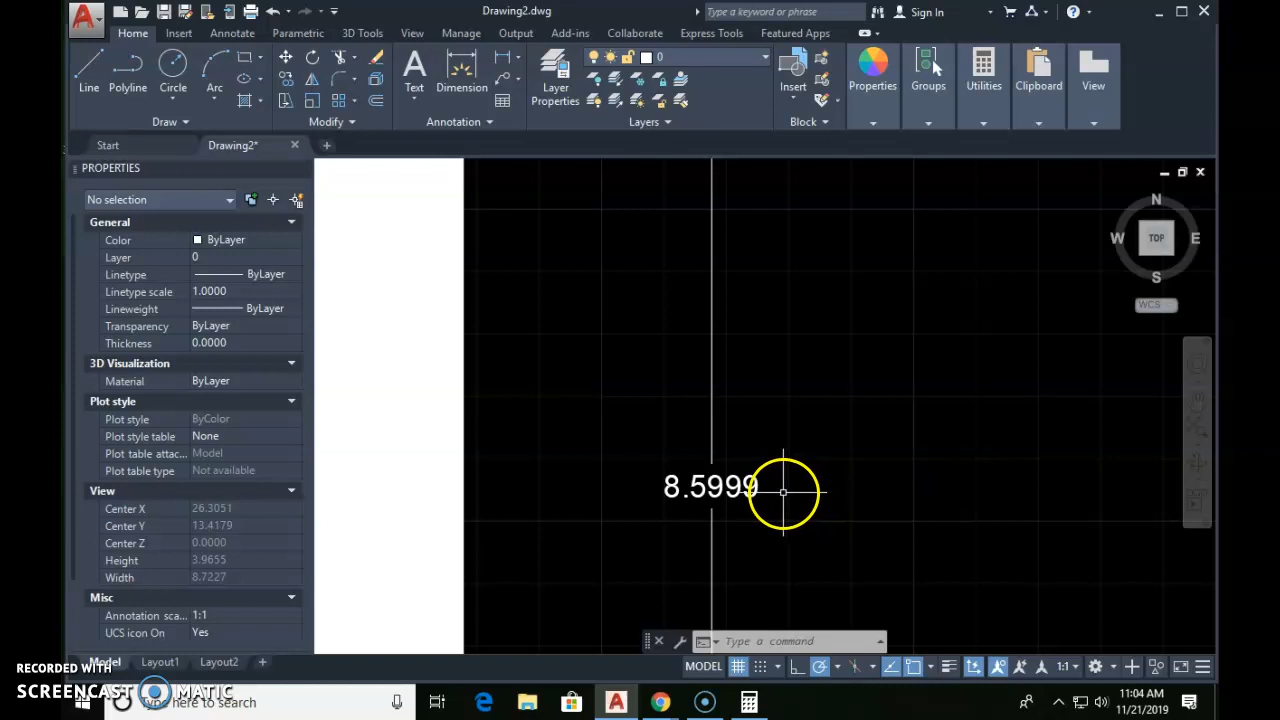 Drawing2.dwg
Type a keyword or phrase
Sign In
Home Insert Annotate Parametric 3D Tools View Manage Output Add-ins Collaborate Express Tools Featured Apps
0
Line Polyline Circle Arc Text Dimension Layer Properties Insert Properties Groups Utilities Clipboard View
Draw Modify Annotation Layers Block
Start Drawing2*
PROPERTIES
No selection
General
Color ByLayer
Layer 0
Linetype ByLayer
Linetype scale 1.0000
Lineweight ByLayer
Transparency ByLayer
Thickness 0.0000
3D Visualization
Material ByLayer
Plot style
Plot style ByColor
Plot style table None
Plot table attac... Model
Plot table type Not available
View
Center X 26.3051
Center Y 13.4179
Center Z 0.0000
Height 3.9655
Width 8.7227
Misc
Annotation sca... 1:1
UCS icon On Yes
N
W TOP E
S
WCS
8.5999
Type a command
Model Layout1 Layout2
MODEL 1:1
RECORDED WITH
SCREENCAST MATIC
Type here to search
11:04 AM
11/21/2019